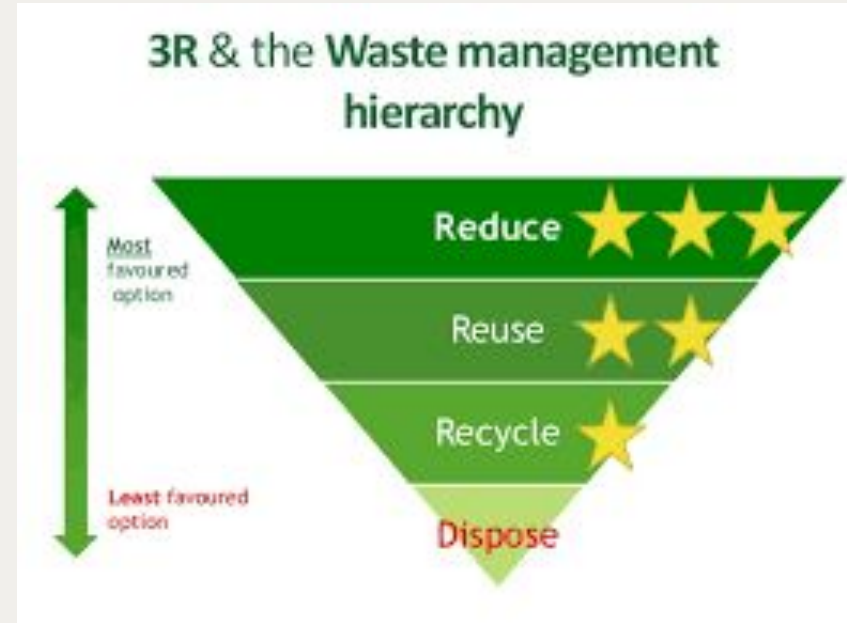 3R & the Waste management
hierarchy
Most
favoured
option
Reduce
Reuse
Recycle
Least favoured
option
Dispose